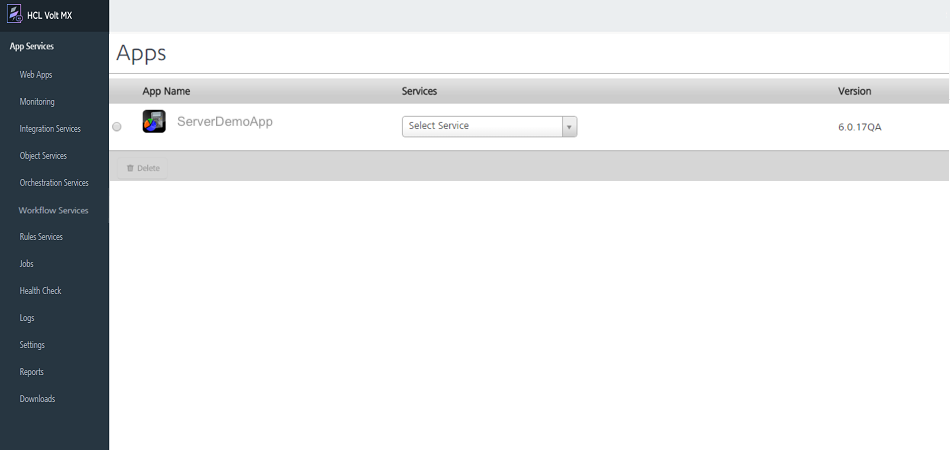 HCL Volt MX
App Services
Web Apps
Monitoring
Integration Services
Object Services
Orchestration Services
Workflow Services
Rules Services
Jobs
Health Check
Logs
Settings
Reports
Downloads
Apps
App Name Services Version
ServerDemoApp Select Service 6.0.17QA
Delete